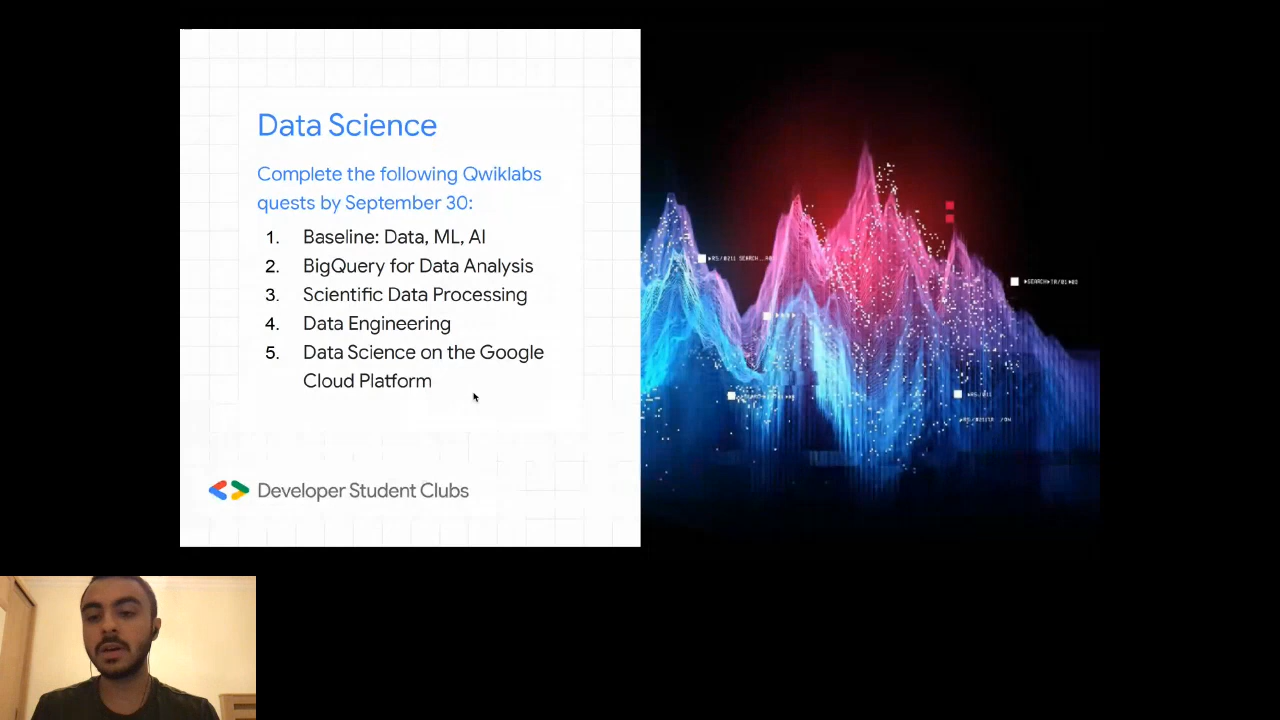 Data Science
Complete the following Qwiklabs
quests by September 30:
1. Baseline: Data, ML, AI
2. BigQuery for Data Analysis
3. Scientific Data Processing
4. Data Engineering
5. Data Science on the Google
Cloud Platform
Developer Student Clubs